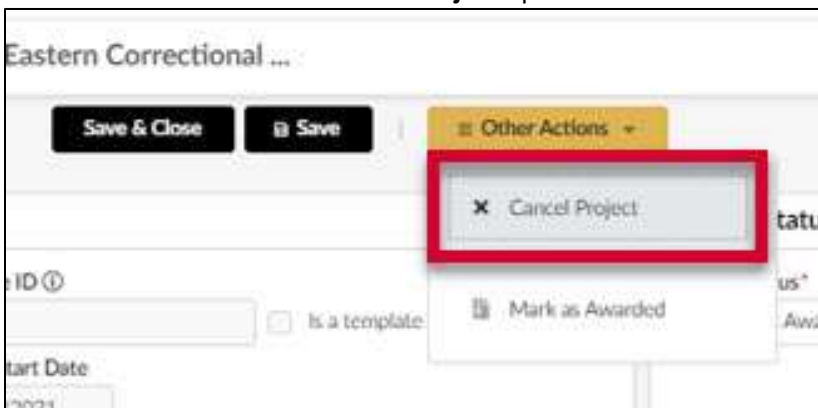 Eastern Correctional ...
Save & Close Save Other Actions
Cancel Project
tatu
e ID us*
Is a template Mark as Awarded Awa
tart Date
2021